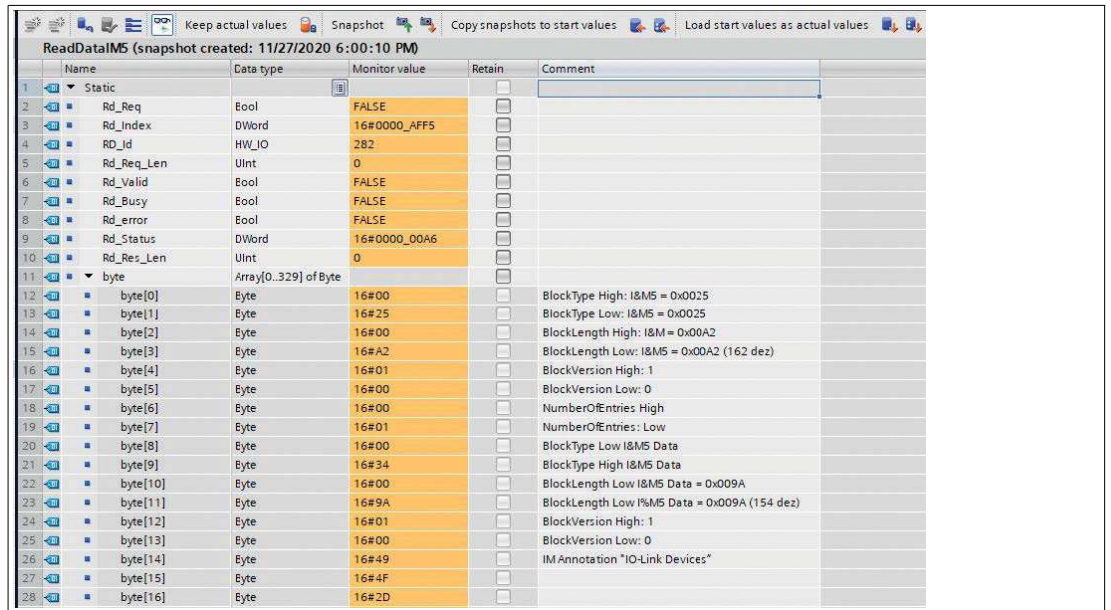 Keep actual values Snapshot Copy snapshots to start values Load start values as actual values
ReadDataIM5 (snapshot created: 11/27/2020 6:00:10 PM)
Name Data type Monitor value Retain Comment
1 Static
2 Rd_Req Bool FALSE
3 Rd_Index DWord 16#0000_AFF5
4 RD_Id HW_IO 282
5 Rd_Req_Len UInt 0
6 Rd_Valid Bool FALSE
7 Rd_Busy Bool FALSE
8 Rd_error Bool FALSE
9 Rd_Status DWord 16#0000_00A6
10 Rd_Res_Len UInt 0
11 byte Array[0..329] of Byte
12 byte[0] Byte 16#00 BlockType High: I&M5 = 0x0025
13 byte[1] Byte 16#25 BlockType Low: I&M5 = 0x0025
14 byte[2] Byte 16#00 BlockLength High: I&M = 0x00A2
15 byte[3] Byte 16#A2 BlockLength Low: I&M5 = 0x00A2 (162 dez)
16 byte[4] Byte 16#01 BlockVersion High: 1
17 byte[5] Byte 16#00 BlockVersion Low: 0
18 byte[6] Byte 16#00 NumberOfEntries High
19 byte[7] Byte 16#01 NumberOfEntries: Low
20 byte[8] Byte 16#00 BlockType Low I&M5 Data
21 byte[9] Byte 16#34 BlockType High I&M5 Data
22 byte[10] Byte 16#00 BlockLength Low I&M5 Data = 0x009A
23 byte[11] Byte 16#9A BlockLength Low I%M5 Data = 0x009A (154 dez)
24 byte[12] Byte 16#01 BlockVersion High: 1
25 byte[13] Byte 16#00 BlockVersion Low: 0
26 byte[14] Byte 16#49 IM Annotation "IO-Link Devices"
27 byte[15] Byte 16#4F
28 byte[16] Byte 16#2D